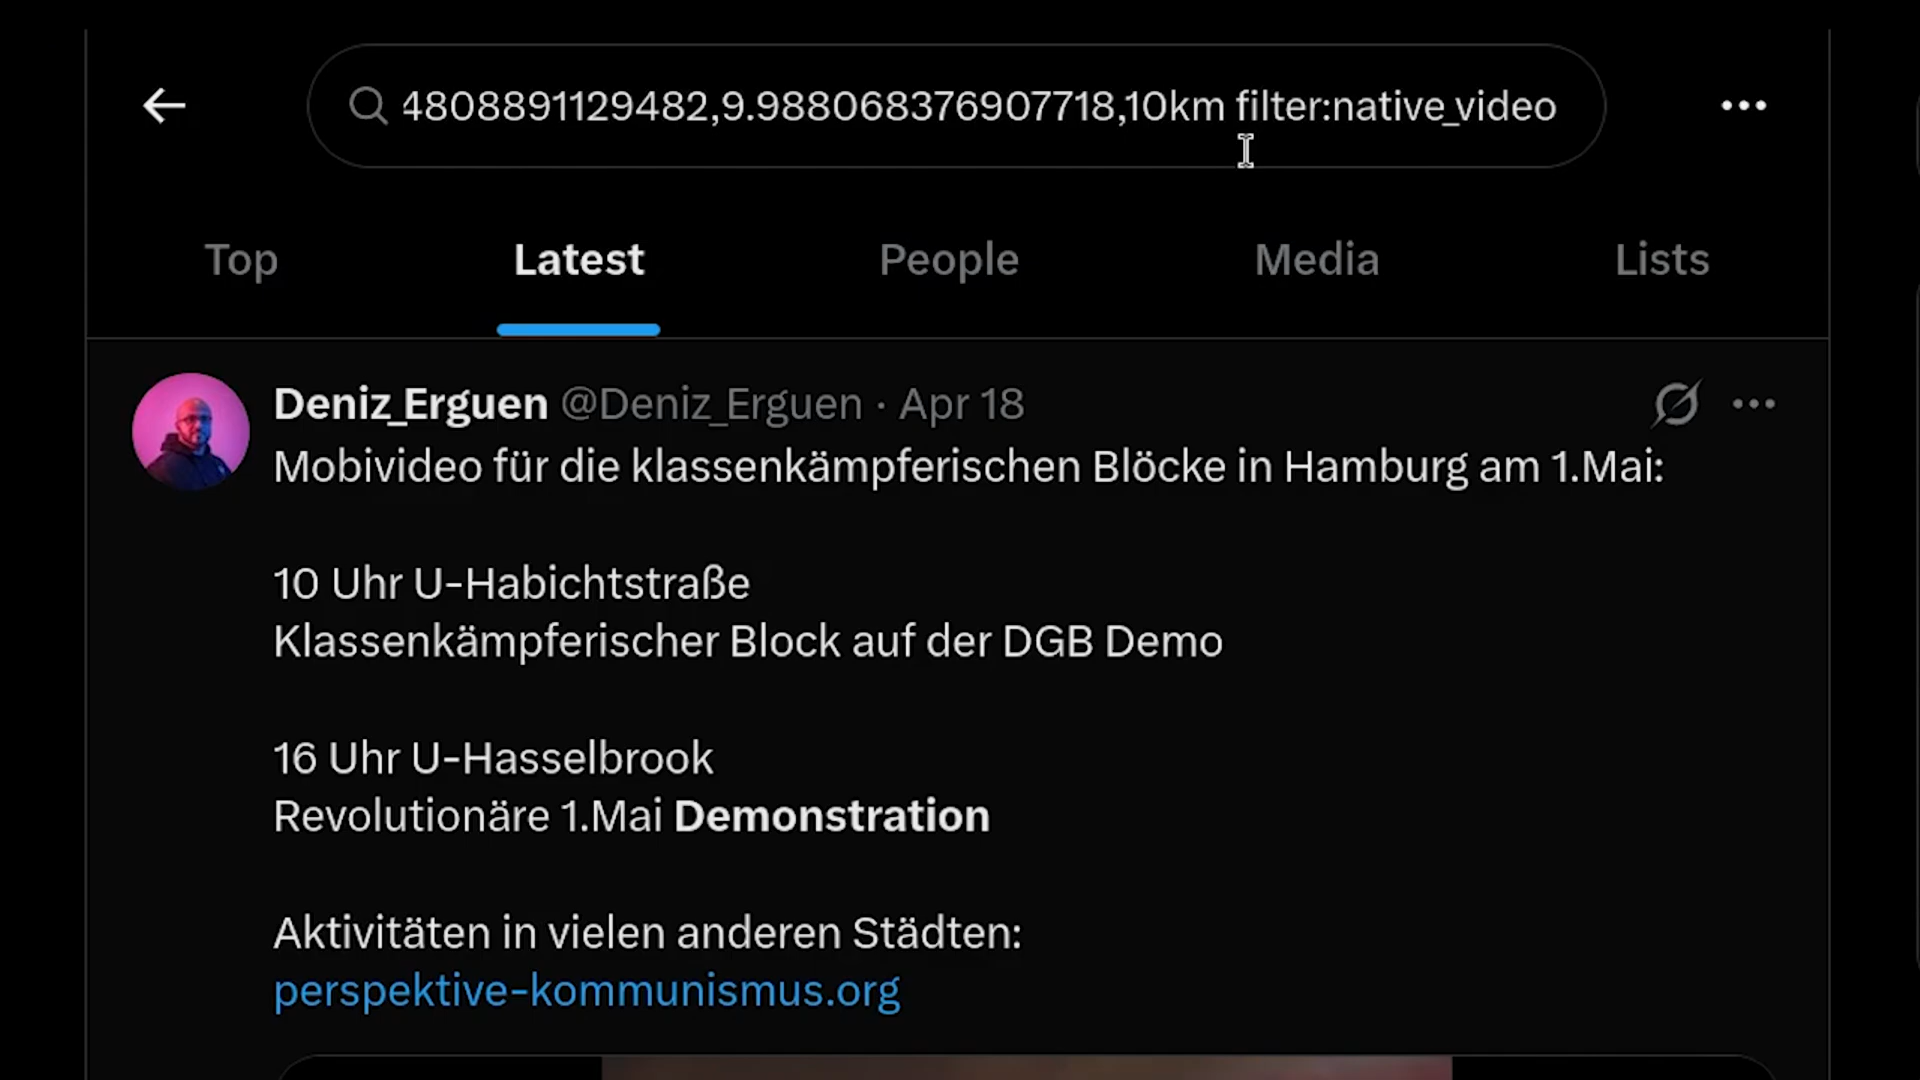 4808891129482,9.988068376907718,10km filter:native_video
Top Latest People Media Lists
Deniz_Erguen @Deniz_Erguen · Apr 18
Mobivideo für die klassenkämpferischen Blöcke in Hamburg am 1.Mai:
10 Uhr U-Habichtstraße
Klassenkämpferischer Block auf der DGB Demo
16 Uhr U-Hasselbrook
Revolutionäre 1.Mai Demonstration
Aktivitäten in vielen anderen Städten:
perspektive-kommunismus.org